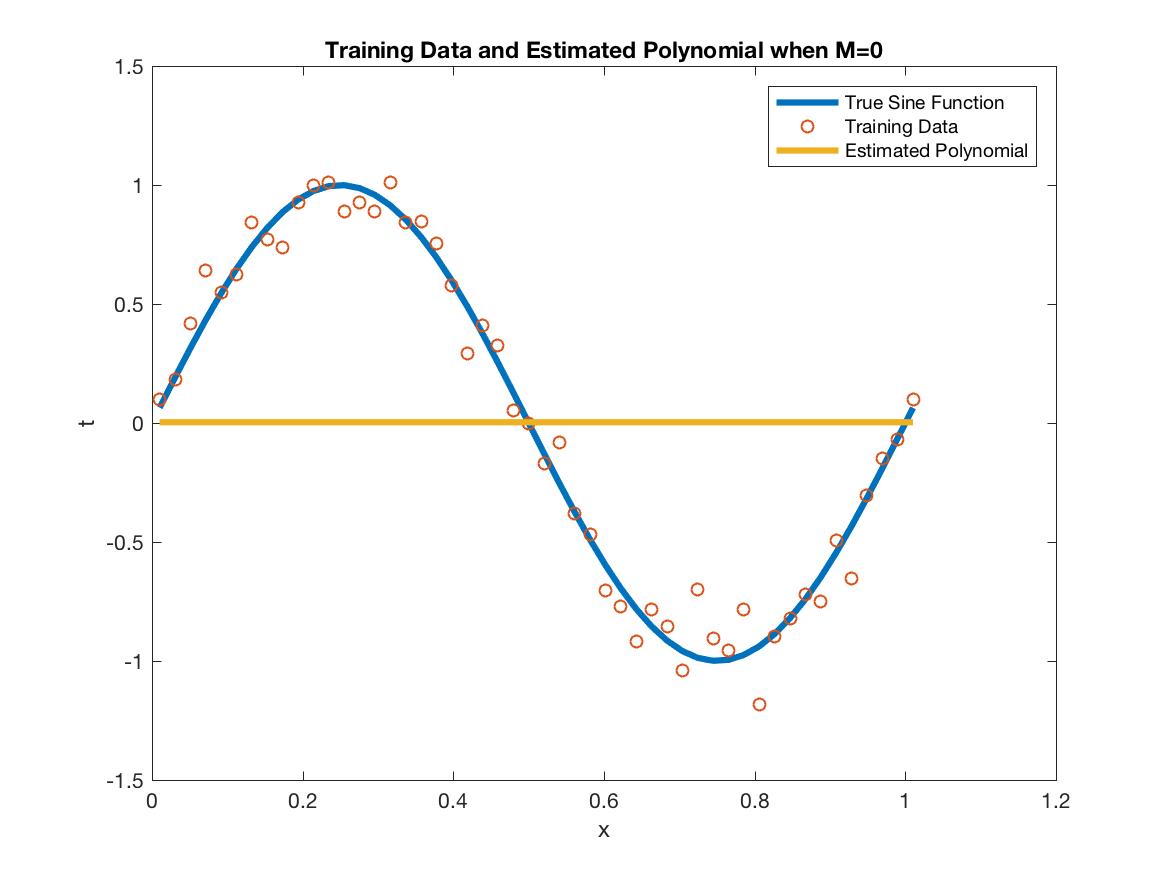 Training Data and Estimated Polynomial when M=0
True Sine Function
Training Data
Estimated Polynomial
1.5
1
0.5
0
-0.5
-1
-1.5
t
0 0.2 0.4 0.6 0.8 1 1.2
x